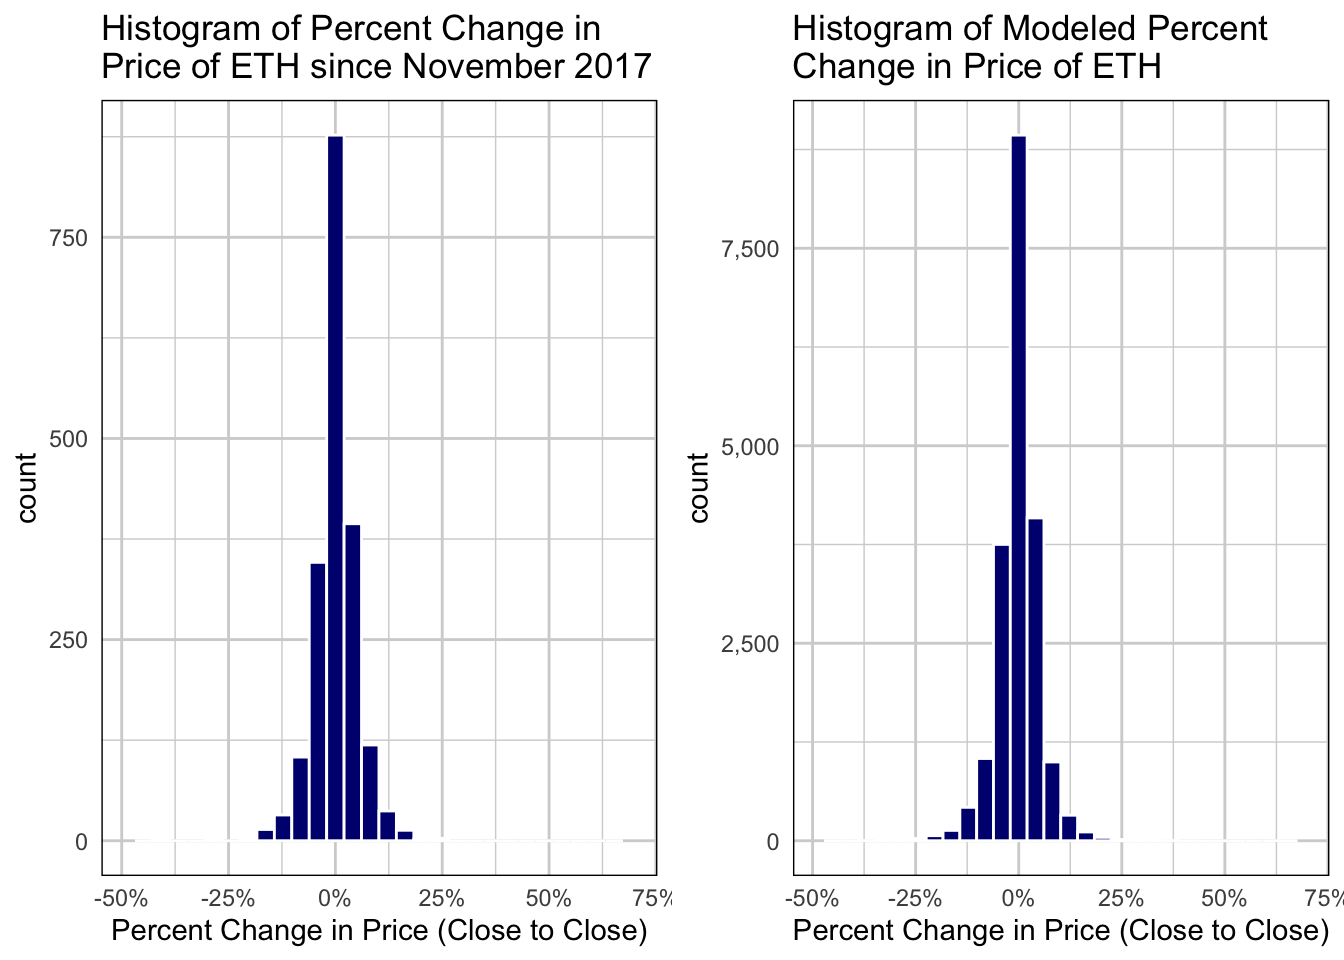 Histogram of Percent Change in
Price of ETH since November 2017
750
500
250
0
count
-50% -25% 0% 25% 50% 75%
Percent Change in Price (Close to Close)
Histogram of Modeled Percent
Change in Price of ETH
7,500
5,000
2,500
0
count
-50% -25% 0% 25% 50% 75%
Percent Change in Price (Close to Close)